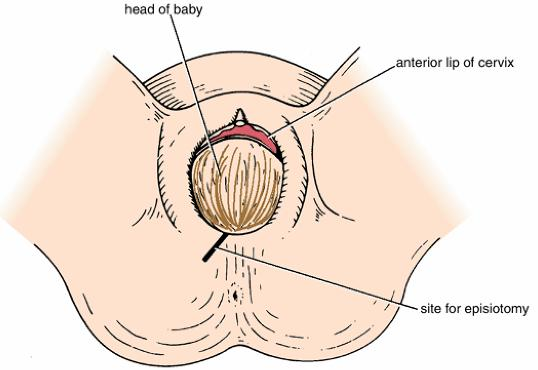 head of baby
anterior lip of cervix
site for episiotomy